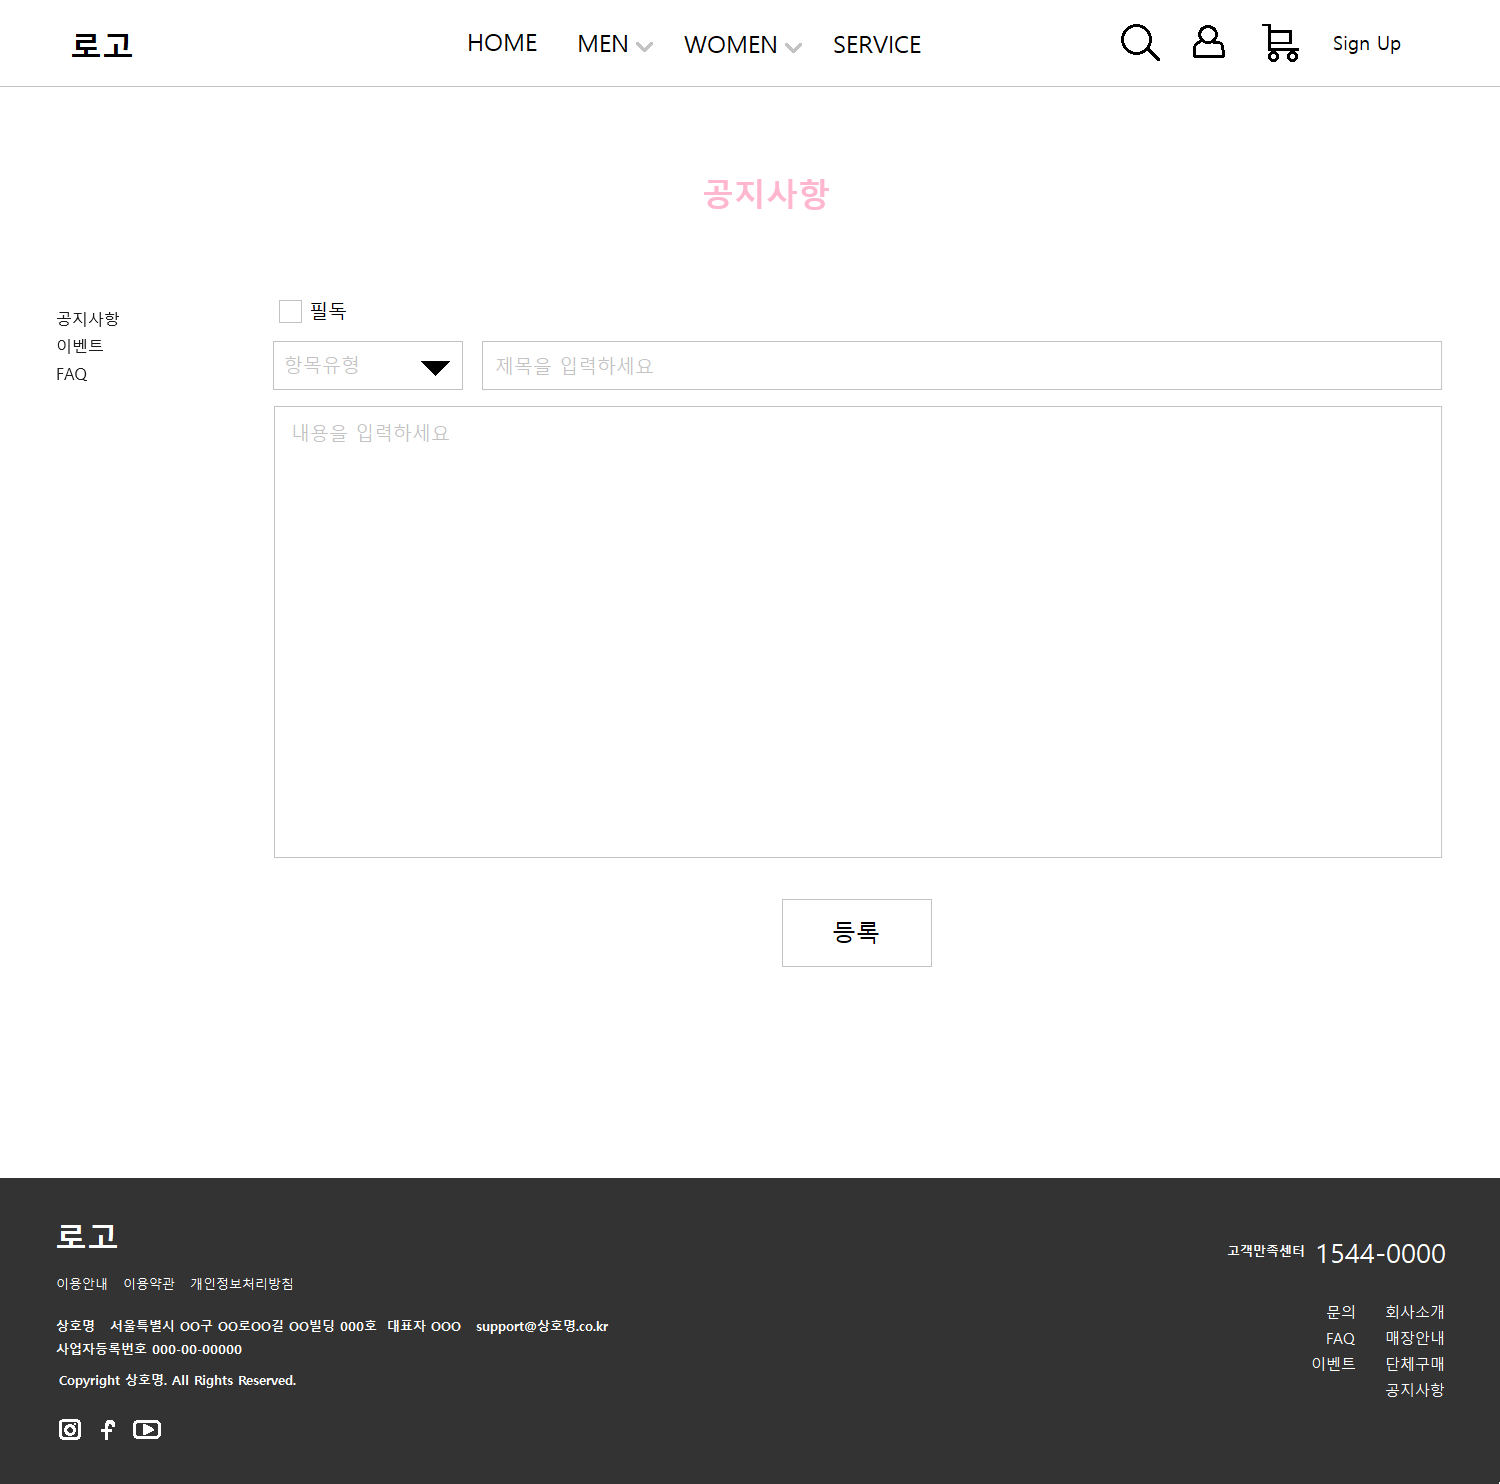 로고
HOME MEN WOMEN SERVICE
Sign Up
공지사항
공지사항
이벤트
FAQ
필독
항목유형
제목을 입력하세요
내용을 입력하세요
등록
로고
이용안내 이용약관 개인정보처리방침
상호명 서울특별시 OO구 OO로OO길 OO빌딩 000호 대표자 OOO support@상호명.co.kr
사업자등록번호 000-00-00000
Copyright 상호명. All Rights Reserved.
고객만족센터 1544-0000
문의 회사소개
FAQ 매장안내
이벤트 단체구매
공지사항